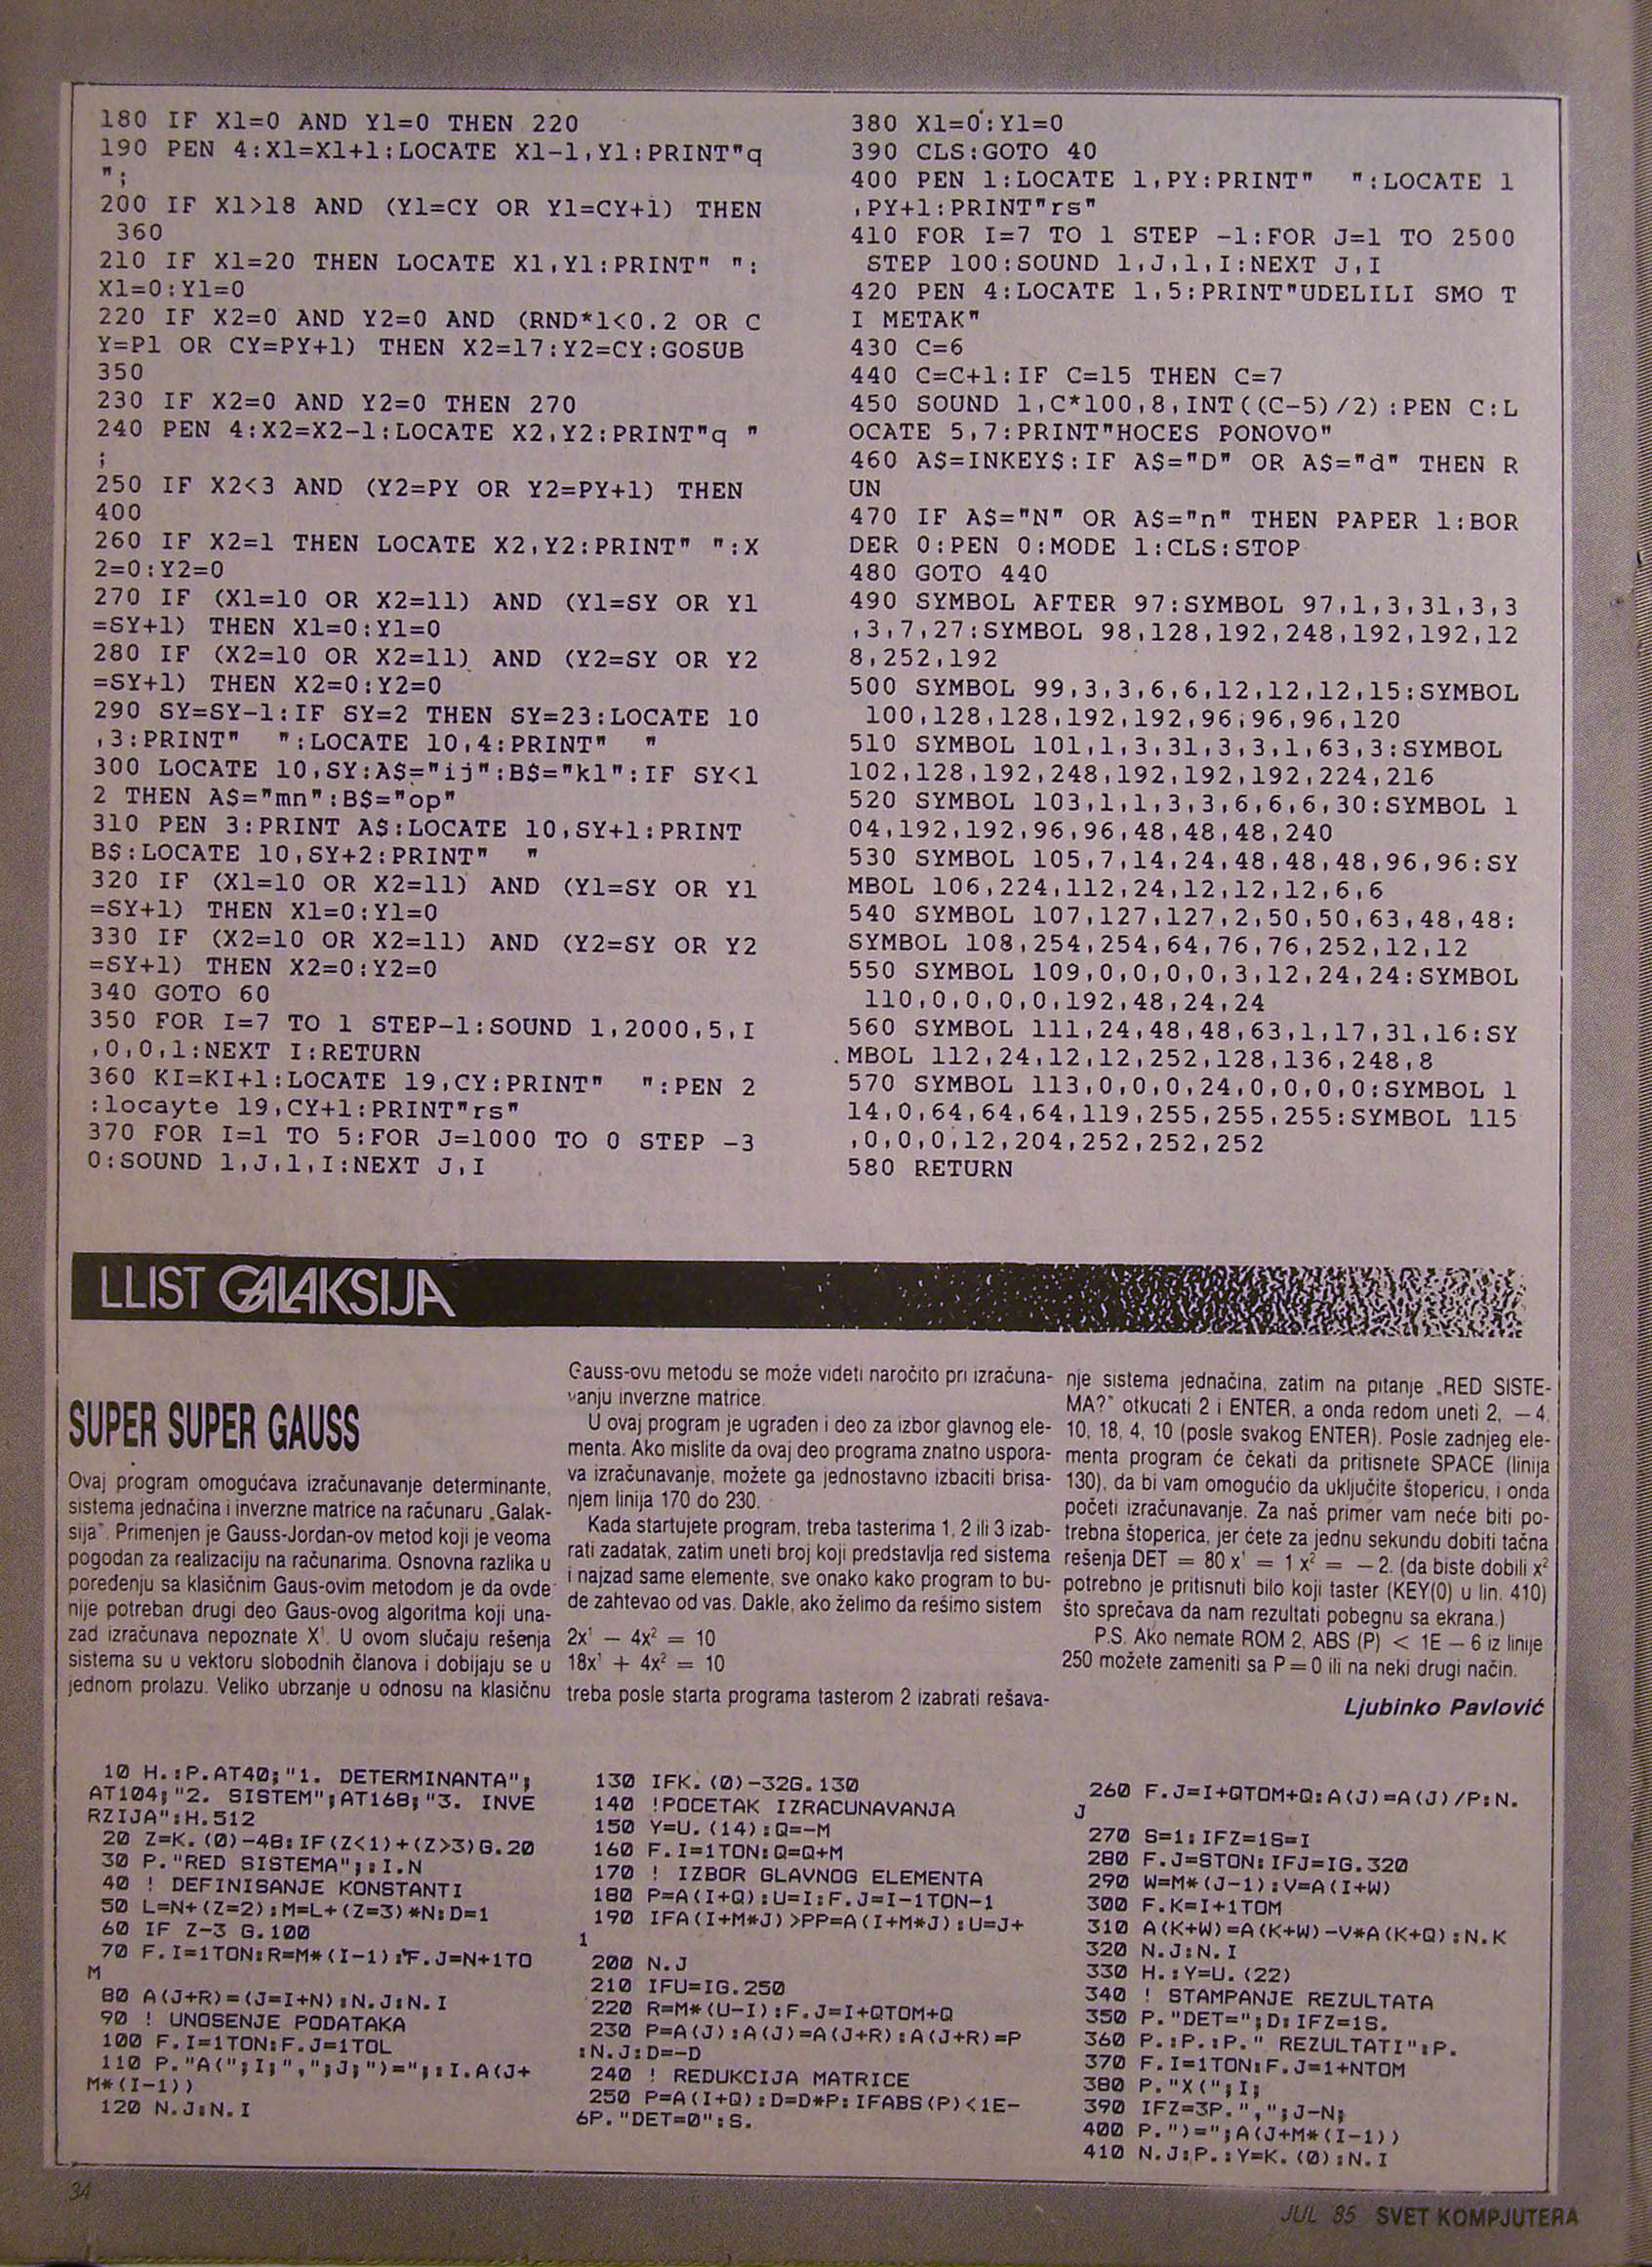 180 IF X1=0 AND Y1=0 THEN 220
190 PEN 4:X1=X1+1:LOCATE X1-1,Y1:PRINT"q
";
200 IF X1>18 AND (Y1=CY OR Y1=CY+1) THEN
360
210 IF X1=20 THEN LOCATE X1,Y1:PRINT" ":
X1=0:Y1=0
220 IF X2=0 AND Y2=0 AND (RND*1<0.2 OR C
Y=P1 OR CY=PY+1) THEN X2=17:Y2=CY:GOSUB
350
230 IF X2=0 AND Y2=0 THEN 270
240 PEN 4:X2=X2-1:LOCATE X2,Y2:PRINT"q "
;
250 IF X2<3 AND (Y2=PY OR Y2=PY+1) THEN
400
260 IF X2=1 THEN LOCATE X2,Y2:PRINT" ":X
2=0:Y2=0
270 IF (X1=10 OR X2=11) AND (Y1=SY OR Y1
=SY+1) THEN X1=0:Y1=0
280 IF (X2=10 OR X2=11) AND (Y2=SY OR Y2
=SY+1) THEN X2=0:Y2=0
290 SY=SY-1:IF SY=2 THEN SY=23:LOCATE 10
,3:PRINT"  ":LOCATE 10,4:PRINT"  "
300 LOCATE 10,SY:A$="ij":B$="kl":IF SY<1
2 THEN A$="mn":B$="op"
310 PEN 3:PRINT A$:LOCATE 10,SY+1:PRINT
B$:LOCATE 10,SY+2:PRINT"  "
320 IF (X1=10 OR X2=11) AND (Y1=SY OR Y1
=SY+1) THEN X1=0:Y1=0
330 IF (X2=10 OR X2=11) AND (Y2=SY OR Y2
=SY+1) THEN X2=0:Y2=0
340 GOTO 60
350 FOR I=7 TO 1 STEP-1:SOUND 1,2000,5,I
,0,0,1:NEXT I:RETURN
360 KI=KI+1:LOCATE 19,CY:PRINT"  ":PEN 2
:locayte 19,CY+1:PRINT"rs"
370 FOR I=1 TO 5:FOR J=1000 TO 0 STEP -3
0:SOUND 1,J,1,I:NEXT J,I
380 X1=0:Y1=0
390 CLS:GOTO 40
400 PEN 1:LOCATE 1,PY:PRINT"  ":LOCATE 1
,PY+1:PRINT"rs"
410 FOR I=7 TO 1 STEP -1:FOR J=1 TO 2500
STEP 100:SOUND 1,J,1,I:NEXT J,I
420 PEN 4:LOCATE 1,5:PRINT"UDELILI SMO T
I METAK"
430 C=6
440 C=C+1:IF C=15 THEN C=7
450 SOUND 1,C*100,8,INT((C-5)/2):PEN C:L
OCATE 5,7:PRINT"HOCES PONOVO"
460 A$=INKEY$:IF A$="D" OR A$="d" THEN R
UN
470 IF A$="N" OR A$="n" THEN PAPER 1:BOR
DER 0:PEN 0:MODE 1:CLS:STOP
480 GOTO 440
490 SYMBOL AFTER 97:SYMBOL 97,1,3,31,3,3
,3,7,27:SYMBOL 98,128,192,248,192,192,12
8,252,192
500 SYMBOL 99,3,3,6,6,12,12,12,15:SYMBOL
100,128,128,192,192,96,96,96,120
510 SYMBOL 101,1,3,31,3,3,1,63,3:SYMBOL
102,128,192,248,192,192,192,224,216
520 SYMBOL 103,1,1,3,3,6,6,6,30:SYMBOL 1
04,192,192,96,96,48,48,48,240
530 SYMBOL 105,7,14,24,48,48,48,96,96:SY
MBOL 106,224,112,24,12,12,12,6,6
540 SYMBOL 107,127,127,2,50,50,63,48,48:
SYMBOL 108,254,254,64,76,76,252,12,12
550 SYMBOL 109,0,0,0,0,3,12,24,24:SYMBOL
110,0,0,0,0,192,48,24,24
560 SYMBOL 111,24,48,48,63,1,17,31,16:SY
MBOL 112,24,12,12,252,128,136,248,8
570 SYMBOL 113,0,0,0,24,0,0,0,0:SYMBOL 1
14,0,64,64,64,119,255,255,255:SYMBOL 115
,0,0,0,12,204,252,252,252
580 RETURN
LLIST GALAKSIJA
SUPER SUPER GAUSS
Ovaj program omogućava izračunavanje determinante,
sistema jednačina i inverzne matrice na računaru „Galak-
sija". Primenjen je Gauss-Jordan-ov metod koji je veoma
pogodan za realizaciju na računarima. Osnovna razlika u
poređenju sa klasičnim Gaus-ovim metodom je da ovde
nije potreban drugi deo Gaus-ovog algoritma koji una-
zad izračunava nepoznate X¹. U ovom slučaju rešenja
sistema su u vektoru slobodnih članova i dobijaju se u
jednom prolazu. Veliko ubrzanje u odnosu na klasičnu
Gauss-ovu metodu se može videti naročito pri izračuna-
vanju inverzne matrice.
U ovaj program je ugrađen i deo za izbor glavnog ele-
menta. Ako mislite da ovaj deo programa znatno uspora-
va izračunavanje, možete ga jednostavno izbaciti brisa-
njem linija 170 do 230.
Kada startujete program, treba tasterima 1, 2 ili 3 izab-
rati zadatak, zatim uneti broj koji predstavlja red sistema
i najzad same elemente, sve onako kako program to bu-
de zahtevao od vas. Dakle, ako želimo da rešimo sistem
2x¹ − 4x² = 10
18x¹ + 4x² = 10
treba posle starta programa tasterom 2 izabrati rešava-
nje sistema jednačina, zatim na pitanje „RED SISTE-
MA?" otkucati 2 i ENTER, a onda redom uneti 2, −4,
10, 18, 4, 10 (posle svakog ENTER). Posle zadnjeg ele-
menta program će čekati da pritisnete SPACE (linija
130), da bi vam omogućio da uključite štopericu, i onda
početi izračunavanje. Za naš primer vam neće biti po-
trebna štoperica, jer ćete za jednu sekundu dobiti tačna
rešenja DET = 80 x¹ = 1 x² = −2. (da biste dobili x²
potrebno je pritisnuti bilo koji taster (KEY(0) u lin. 410)
što sprečava da nam rezultati pobegnu sa ekrana.)
P.S. Ako nemate ROM 2, ABS (P) < 1E − 6 iz linije
250 možete zameniti sa P = 0 ili na neki drugi način.
Ljubinko Pavlović
10 H.:P.AT40;"1. DETERMINANTA";
AT104;"2. SISTEM";AT168;"3. INVE
RZIJA":H.512
20 Z=K.(0)-48:IF(Z<1)+(Z>3)G.20
30 P."RED SISTEMA";:I.N
40 ! DEFINISANJE KONSTANTI
50 L=N+(Z=2):M=L+(Z=3)*N:D=1
60 IF Z-3 G.100
70 F.I=1TON:R=M*(I-1):F.J=N+1TO
M
80 A(J+R)=(J=I+N):N.J:N.I
90 ! UNOSENJE PODATAKA
100 F.I=1TON:F.J=1TOL
110 P."A(";I;",";J;")=";:I.A(J+
M*(I-1))
120 N.J:N.I
130 IFK.(0)-32G.130
140 !POCETAK IZRACUNAVANJA
150 Y=U.(14):Q=-M
160 F.I=1TON:Q=Q+M
170 ! IZBOR GLAVNOG ELEMENTA
180 P=A(I+Q):U=I:F.J=I-1TON-1
190 IFA(I+M*J)>PP=A(I+M*J):U=J+
1
200 N.J
210 IFU=IG.250
220 R=M*(U-I):F.J=I+QTOM+Q
230 P=A(J):A(J)=A(J+R):A(J+R)=P
:N.J:D=-D
240 ! REDUKCIJA MATRICE
250 P=A(I+Q):D=D*P:IFABS(P)<1E-
6P."DET=0":S.
260 F.J=I+QTOM+Q:A(J)=A(J)/P:N.
J
270 S=1:IFZ=1S=I
280 F.J=STON:IFJ=IG.320
290 W=M*(J-1):V=A(I+W)
300 F.K=I+1TOM
310 A(K+W)=A(K+W)-V*A(K+Q):N.K
320 N.J:N.I
330 H.:Y=U.(22)
340 ! STAMPANJE REZULTATA
350 P."DET=";D:IFZ=1S.
360 P.:P.:P." REZULTATI":P.
370 F.I=1TON:F.J=1+NTOM
380 P."X(";I;
390 IFZ=3P.",";J-N;
400 P.")=";A(J+M*(I-1))
410 N.J:P.:Y=K.(0):N.I
34
JUL 85 SVET KOMPJUTERA